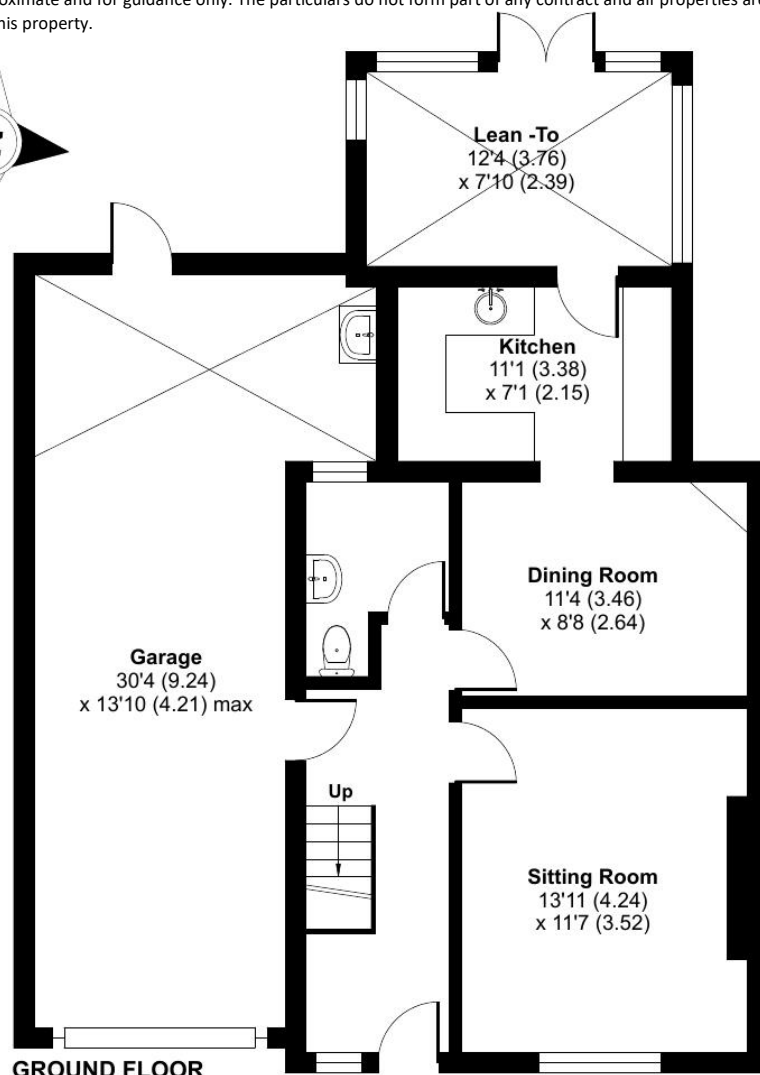 oximate and for guidance only. The particulars do not form part of any contract and all properties are
his property.
Lean -To
12'4 (3.76)
x 7'10 (2.39)
Kitchen
11'1 (3.38)
x 7'1 (2.15)
Dining Room
11'4 (3.46)
x 8'8 (2.64)
Garage
30'4 (9.24)
x 13'10 (4.21) max
Up
Sitting Room
13'11 (4.24)
x 11'7 (3.52)
GROUND FLOOR